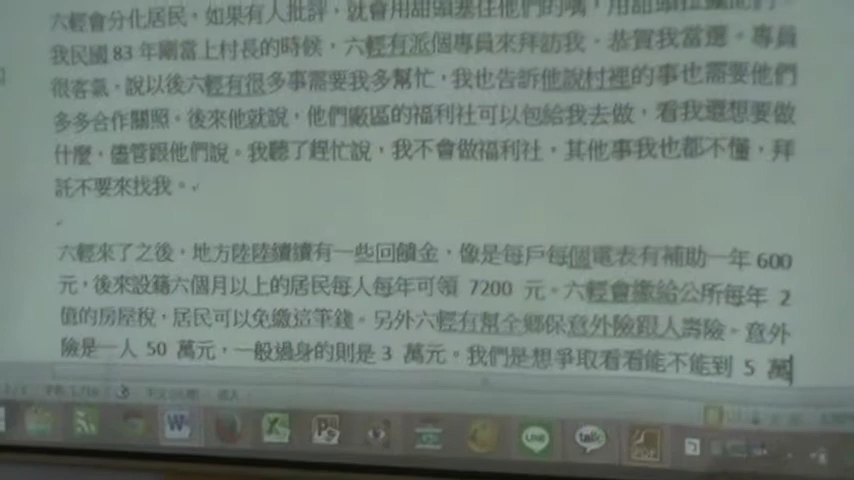 六輕會分化居民，如果有人批評，就會用甜頭塞住他們的嘴，用甜頭
我民國 83 年剛當上村長的時候，六輕有派個專員來拜訪我、恭賀我當選。專員
很客氣，說以後六輕有很多事需要我多幫忙，我也告訴他說村裡的事也需要他們
多多合作關照。後來他就說，他們廠區的福利社可以包給我去做，看我還想要做
什麼，儘管跟他們說。我聽了趕忙說，我不會做福利社，其他事我也都不懂，拜
託不要來找我。
六輕來了之後，地方陸陸續續有一些回饋金，像是每戶每個電表有補助一年 600
元，後來設籍六個月以上的居民每人每年可領 7200 元。六輕會繳給公所每年 2
億的房屋稅，居民可以免繳這筆錢。另外六輕有幫全鄉保意外險跟人壽險。意外
險是一人 50 萬元，一般過身的則是 3 萬元。我們是想爭取看看能不能到 5 萬
W
X
Ps
LINE
talk